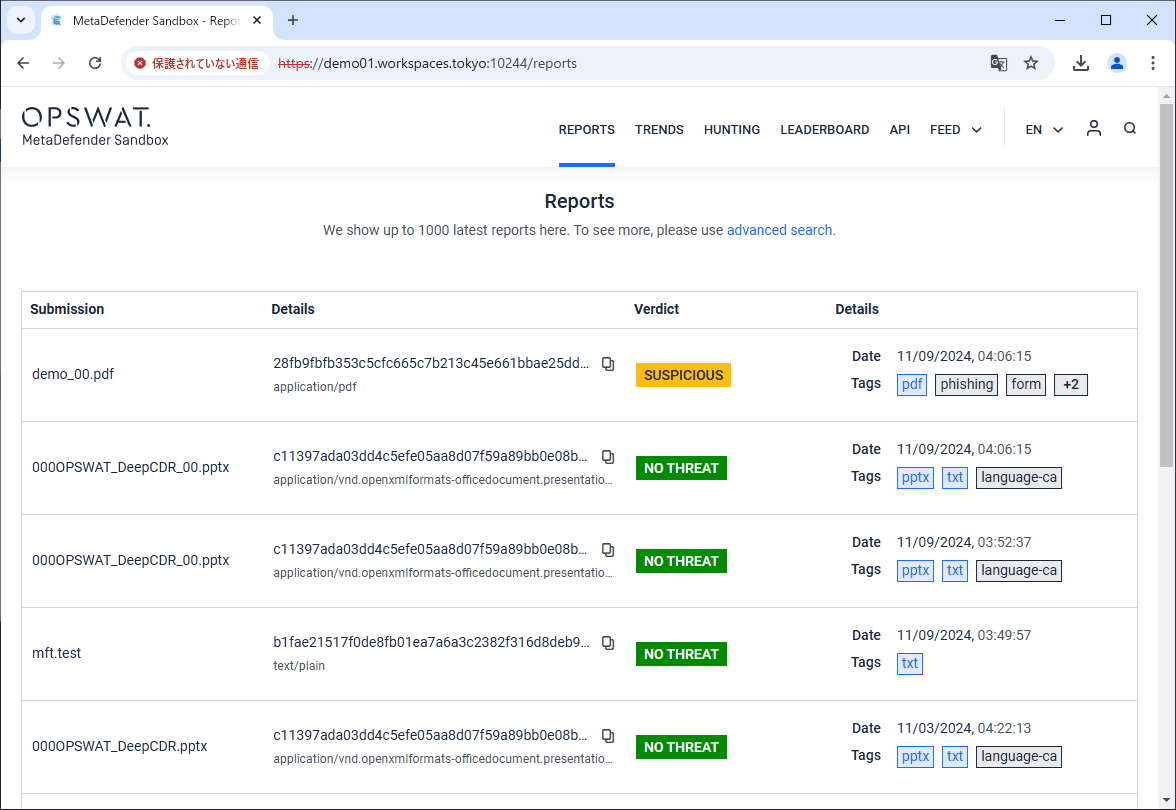 MetaDefender Sandbox - Repo
保護されていない通信
https://demo01.workspaces.tokyo:10244/reports
OPSWAT.
MetaDefender Sandbox
REPORTS TRENDS HUNTING LEADERBOARD API FEED EN
Reports
We show up to 1000 latest reports here. To see more, please use advanced search.
Submission Details Verdict Details
demo_00.pdf
28fb9fbfb353c5cfc665c7b213c45e661bbae25dd...
application/pdf
SUSPICIOUS
Date 11/09/2024, 04:06:15
Tags pdf phishing form +2
000OPSWAT_DeepCDR_00.pptx
c11397ada03dd4c5efe05aa8d07f59a89bb0e08b...
application/vnd.openxmlformats-officedocument.presentatio...
NO THREAT
Date 11/09/2024, 04:06:15
Tags pptx txt language-ca
000OPSWAT_DeepCDR_00.pptx
c11397ada03dd4c5efe05aa8d07f59a89bb0e08b...
application/vnd.openxmlformats-officedocument.presentatio...
NO THREAT
Date 11/09/2024, 03:52:37
Tags pptx txt language-ca
mft.test
b1fae21517f0de8fb01ea7a6a3c2382f316d8deb9...
text/plain
NO THREAT
Date 11/09/2024, 03:49:57
Tags txt
000OPSWAT_DeepCDR.pptx
c11397ada03dd4c5efe05aa8d07f59a89bb0e08b...
application/vnd.openxmlformats-officedocument.presentatio...
NO THREAT
Date 11/03/2024, 04:22:13
Tags pptx txt language-ca